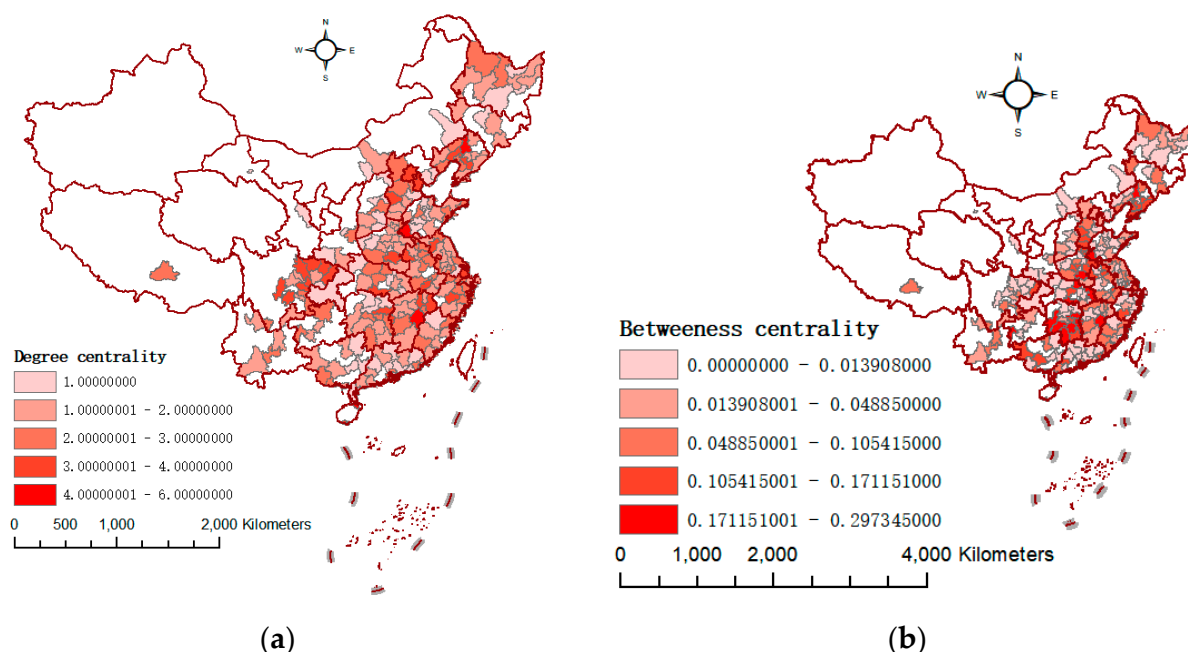 N
W E
S
Degree centrality
1.00000000
1.00000001 - 2.00000000
2.00000001 - 3.00000000
3.00000001 - 4.00000000
4.00000001 - 6.00000000
0 500 1,000 2,000 Kilometers
(a)
N
W E
S
Betweeness centrality
0.00000000 - 0.013908000
0.013908001 - 0.048850000
0.048850001 - 0.105415000
0.105415001 - 0.171151000
0.171151001 - 0.297345000
0 1,000 2,000 4,000 Kilometers
(b)